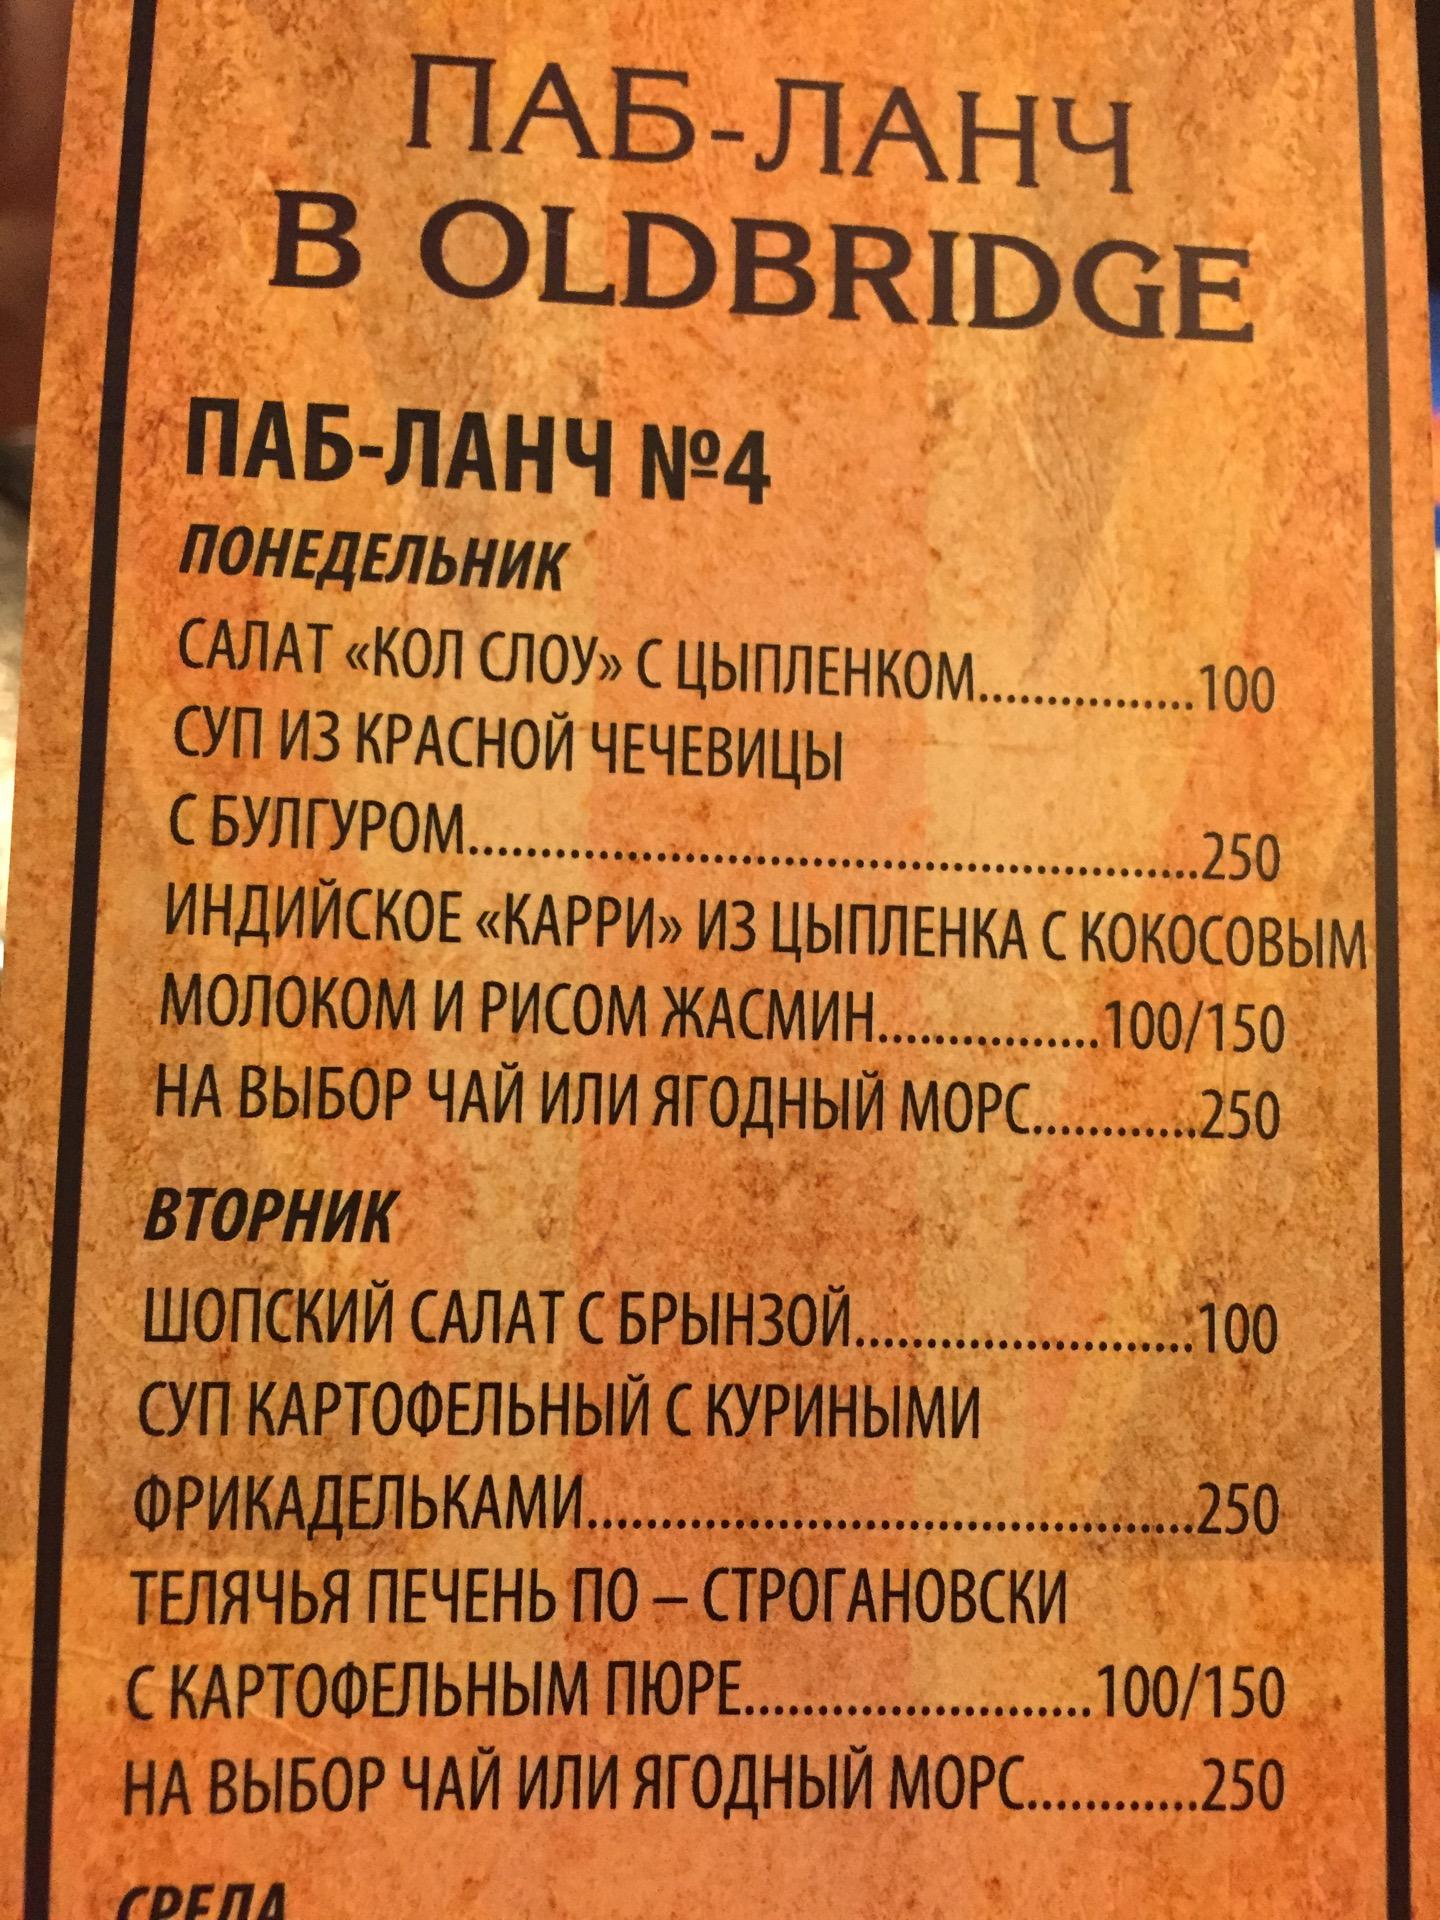 ПАБ-ЛАНЧ
В OLDBRIDGE
ПАБ-ЛАНЧ №4
ПОНЕДЕЛЬНИК
САЛАТ «КОЛ СЛОУ» С ЦЫПЛЕНКОМ...............100
СУП ИЗ КРАСНОЙ ЧЕЧЕВИЦЫ
С БУЛГУРОМ...................................................250
ИНДИЙСКОЕ «КАРРИ» ИЗ ЦЫПЛЕНКА С КОКОСОВЫМ
МОЛОКОМ И РИСОМ ЖАСМИН................100/150
НА ВЫБОР ЧАЙ ИЛИ ЯГОДНЫЙ МОРС............250
ВТОРНИК
ШОПСКИЙ САЛАТ С БРЫНЗОЙ.......................100
СУП КАРТОФЕЛЬНЫЙ С КУРИНЫМИ
ФРИКАДЕЛЬКАМИ.........................................250
ТЕЛЯЧЬЯ ПЕЧЕНЬ ПО – СТРОГАНОВСКИ
С КАРТОФЕЛЬНЫМ ПЮРЕ........................100/150
НА ВЫБОР ЧАЙ ИЛИ ЯГОДНЫЙ МОРС............250
СРЕДА